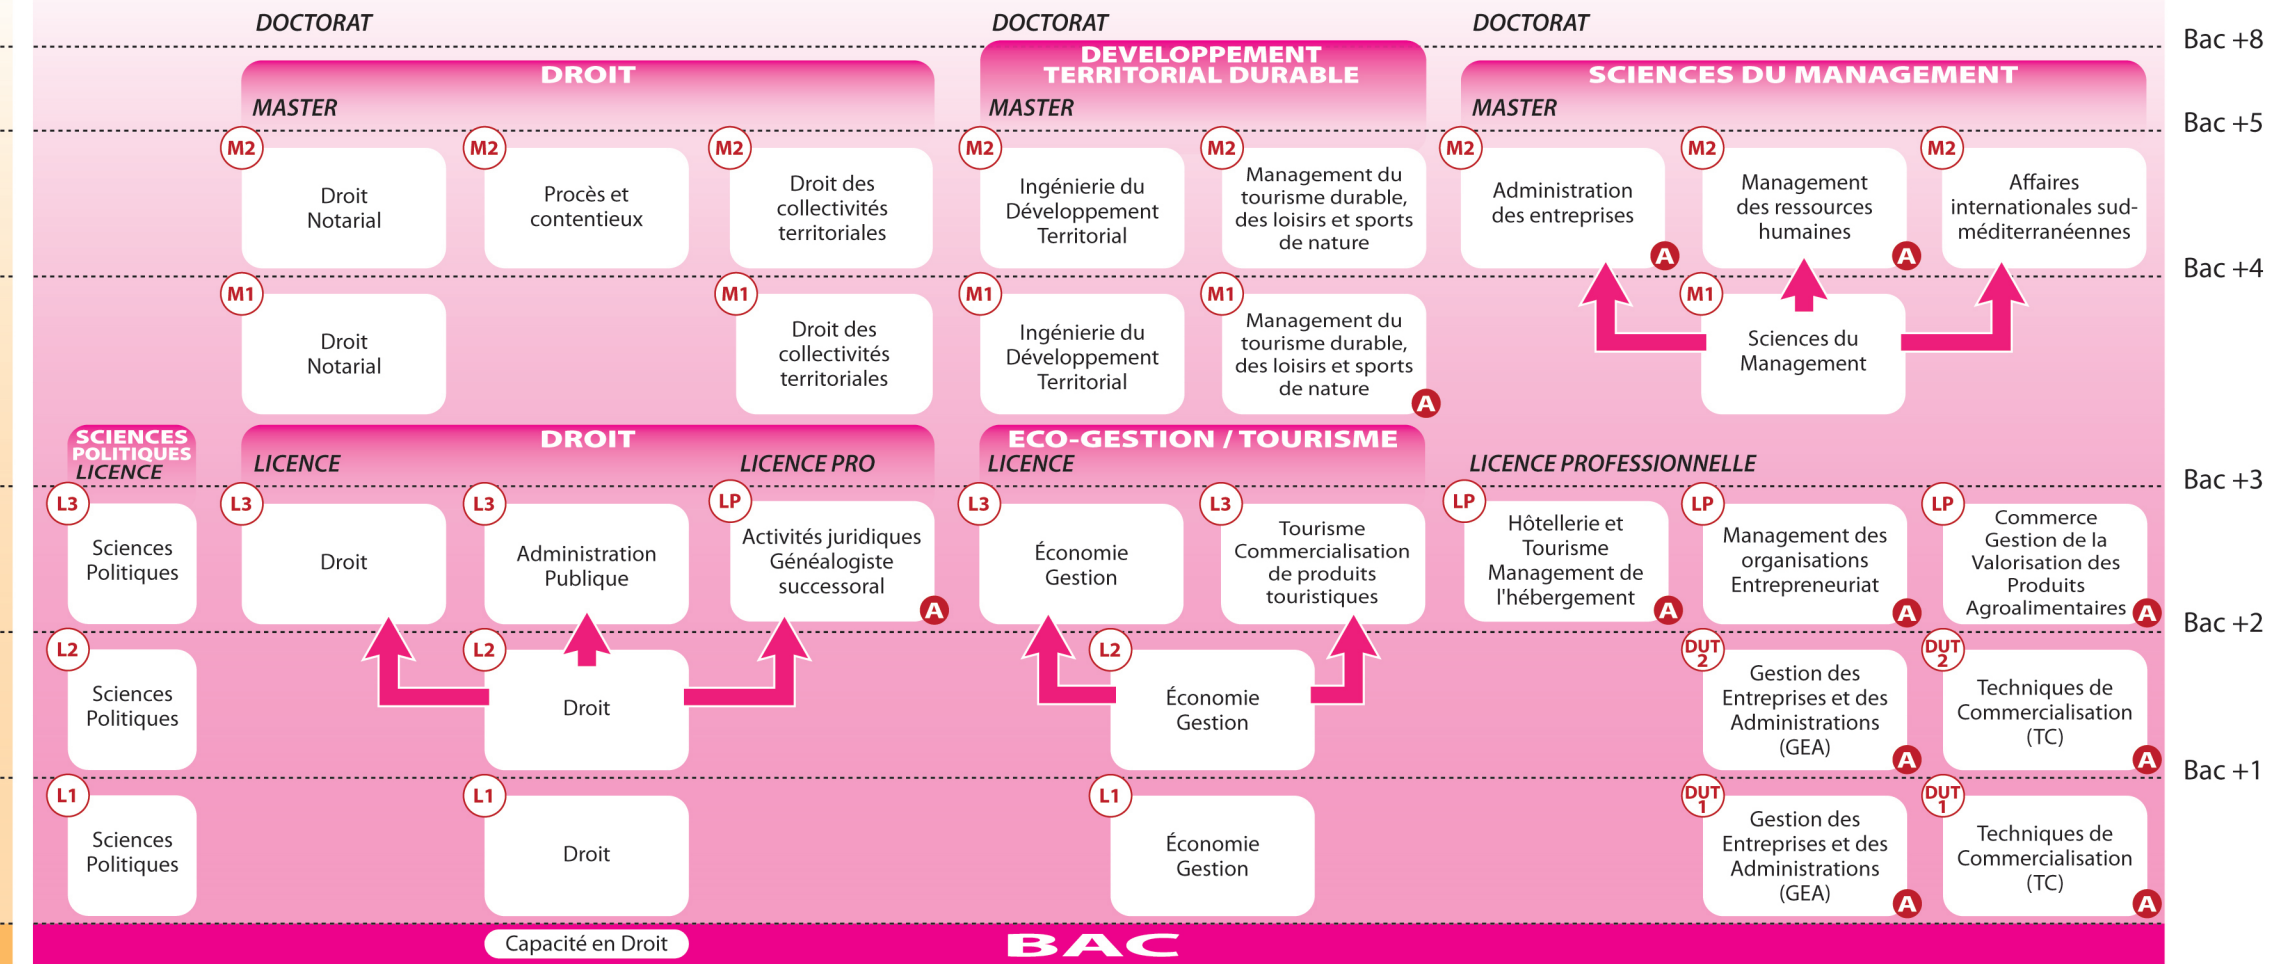 DOCTORAT
DOCTORAT
DOCTORAT
Bac +8
DROIT
MASTER
DEVELOPPEMENT
TERRITORIAL DURABLE
MASTER
SCIENCES DU MANAGEMENT
MASTER
Bac +5
M2
Droit
Notarial
M2
Procès et
contentieux
M2
Droit des
collectivités
territoriales
M2
Ingénierie du
Développement
Territorial
M2
Management du
tourisme durable,
des loisirs et sports
de nature
M2
Administration
des entreprises
A
M2
Management
des ressources
humaines
A
M2
Affaires
internationales sud-
méditerranéennes
Bac +4
M1
Droit
Notarial
M1
Droit des
collectivités
territoriales
M1
Ingénierie du
Développement
Territorial
M1
Management du
tourisme durable,
des loisirs et sports
de nature
A
M1
Sciences du
Management
SCIENCES
POLITIQUES
LICENCE
DROIT
LICENCE
LICENCE PRO
ECO-GESTION / TOURISME
LICENCE
LICENCE PROFESSIONNELLE
Bac +3
L3
Sciences
Politiques
L3
Droit
L3
Administration
Publique
LP
Activités juridiques
Généalogiste
successoral
A
L3
Économie
Gestion
L3
Tourisme
Commercialisation
de produits
touristiques
LP
Hôtellerie et
Tourisme
Management de
l'hébergement
A
LP
Management des
organisations
Entrepreneuriat
A
LP
Commerce
Gestion de la
Valorisation des
Produits
Agroalimentaires
A
Bac +2
L2
Sciences
Politiques
L2
Droit
L2
Économie
Gestion
DUT
2
Gestion des
Entreprises et des
Administrations
(GEA)
A
DUT
2
Techniques de
Commercialisation
(TC)
A
Bac +1
L1
Sciences
Politiques
L1
Droit
L1
Économie
Gestion
DUT
1
Gestion des
Entreprises et des
Administrations
(GEA)
A
DUT
1
Techniques de
Commercialisation
(TC)
A
Capacité en Droit
BAC